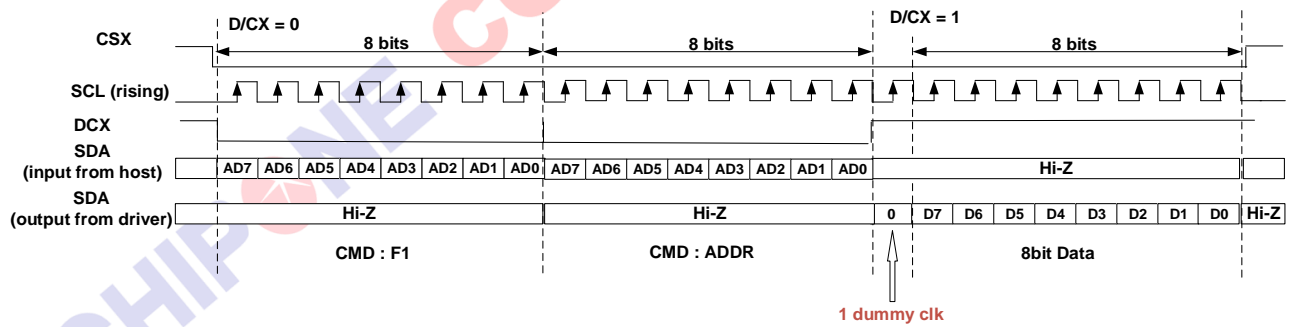 D/CX = 0
D/CX = 1
CSX
8 bits
8 bits
8 bits
SCL (rising)
DCX
SDA
(input from host)
AD7 AD6 AD5 AD4 AD3 AD2 AD1 AD0 AD7 AD6 AD5 AD4 AD3 AD2 AD1 AD0 Hi-Z
SDA
(output from driver)
Hi-Z Hi-Z 0 D7 D6 D5 D4 D3 D2 D1 D0 Hi-Z
CMD : F1
CMD : ADDR
8bit Data
1 dummy clk
CHIPONE CO